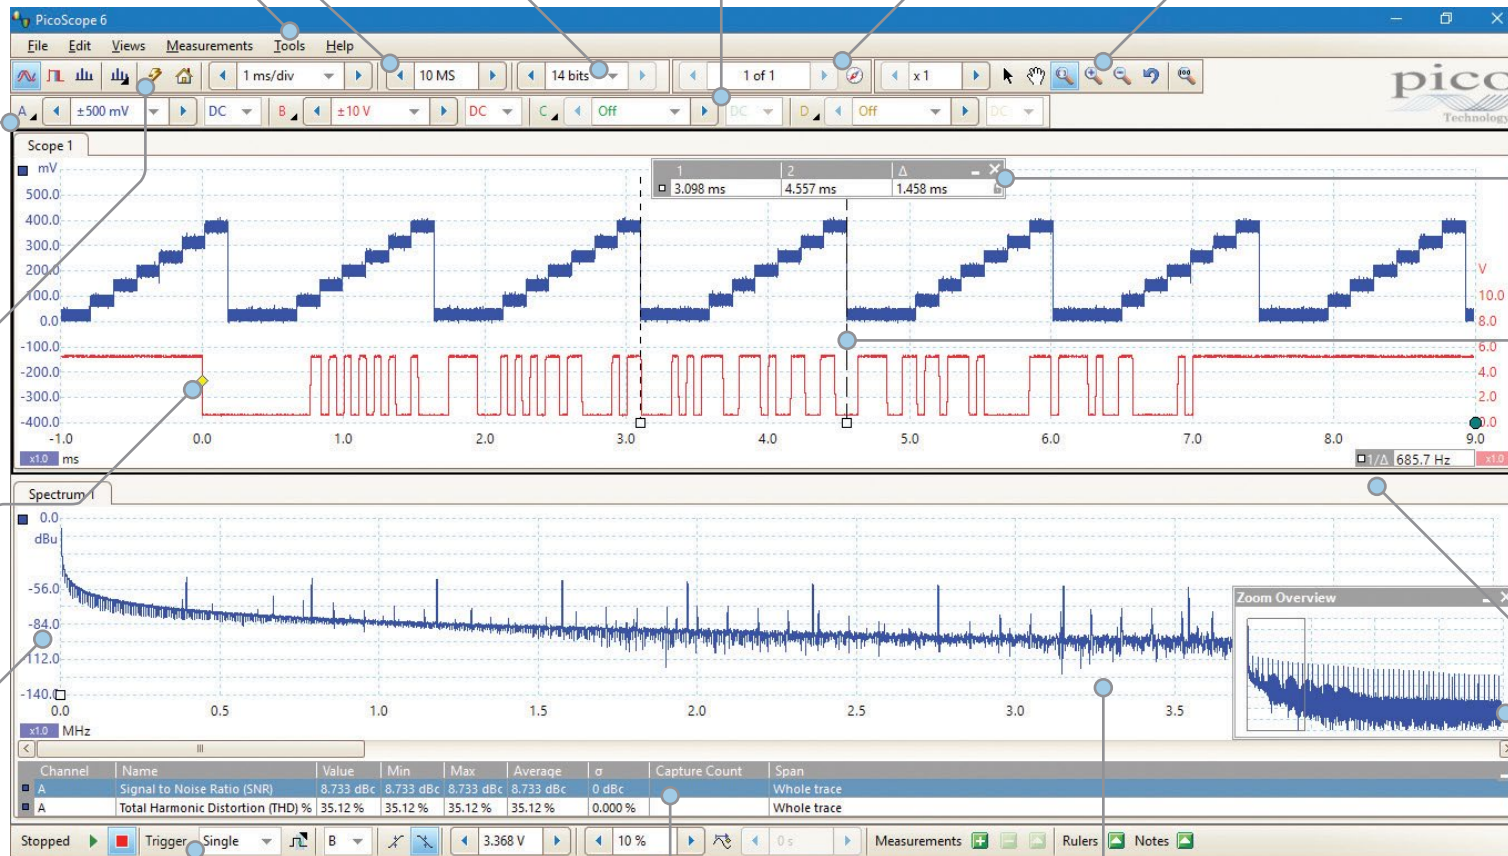 PicoScope 6
File Edit Views Measurements Tools Help
1 ms/div 10 MS 14 bits 1 of 1 x 1
pico
Technology
A ±500 mV DC B ±10 V DC C Off DC D Off DC
Scope 1
mV
1 2 Δ
3.098 ms 4.557 ms 1.458 ms
500.0
400.0
300.0
200.0
100.0
0.0
-100.0
-200.0
-300.0
-400.0
V
10.0
8.0
6.0
4.0
2.0
0.0
-1.0 0.0 1.0 2.0 3.0 4.0 5.0 6.0 7.0 8.0 9.0
x1.0 ms 1/Δ 685.7 Hz x1.0
Spectrum 1
0.0
dBu
-56.0
-84.0
-112.0
-140.0
Zoom Overview
0.0 0.5 1.0 1.5 2.0 2.5 3.0 3.5
x1.0 MHz
Channel Name Value Min Max Average σ Capture Count Span
A Signal to Noise Ratio (SNR) 8.733 dBc 8.733 dBc 8.733 dBc 8.733 dBc 0 dBc Whole trace
A Total Harmonic Distortion (THD) % 35.12 % 35.12 % 35.12 % 35.12 % 0.000 % Whole trace
Stopped Trigger Single B 3.368 V 10 % 0 s Measurements Rulers Notes